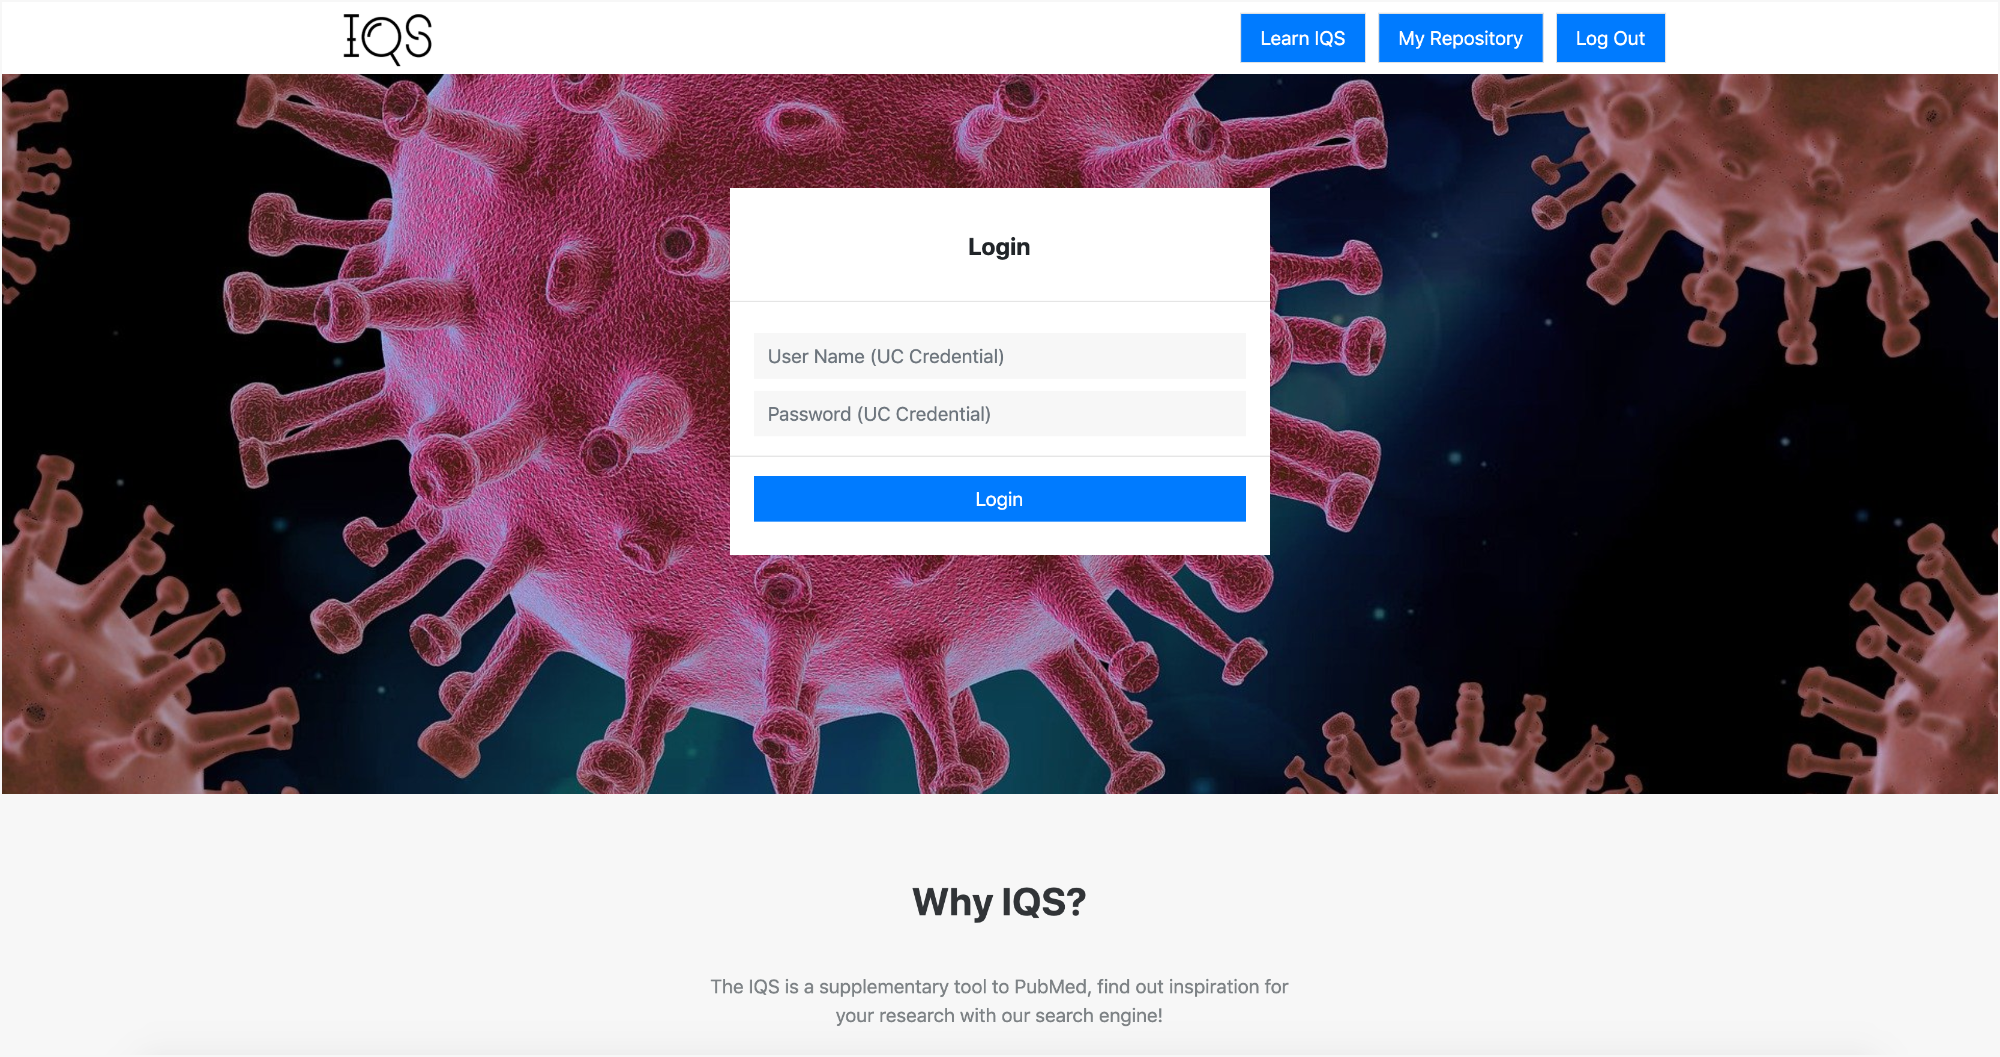 IQS
Learn IQS
My Repository
Log Out
Login
User Name (UC Credential)
Password (UC Credential)
Login
Why IQS?
The IQS is a supplementary tool to PubMed, find out inspiration for
your research with our search engine!